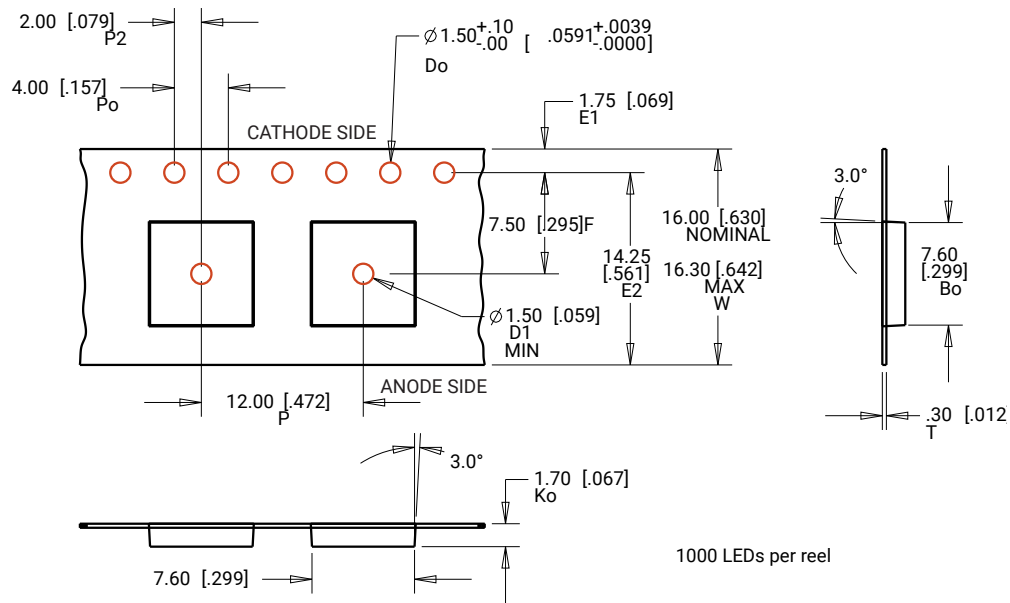 2.00 [.079]
P2
4.00 [.157]
Po
⌀1.50 +.10 -.00 [ .0591 +.0039 -.0000]
Do
1.75 [.069]
E1
CATHODE SIDE
7.50 [.295]F
14.25
[.561]
E2
16.00 [.630]
NOMINAL
16.30 [.642]
MAX
W
⌀1.50 [.059]
D1
MIN
ANODE SIDE
12.00 [.472]
P
3.0°
7.60
[.299]
Bo
.30 [.012
T
3.0°
1.70 [.067]
Ko
7.60 [.299]
1000 LEDs per reel